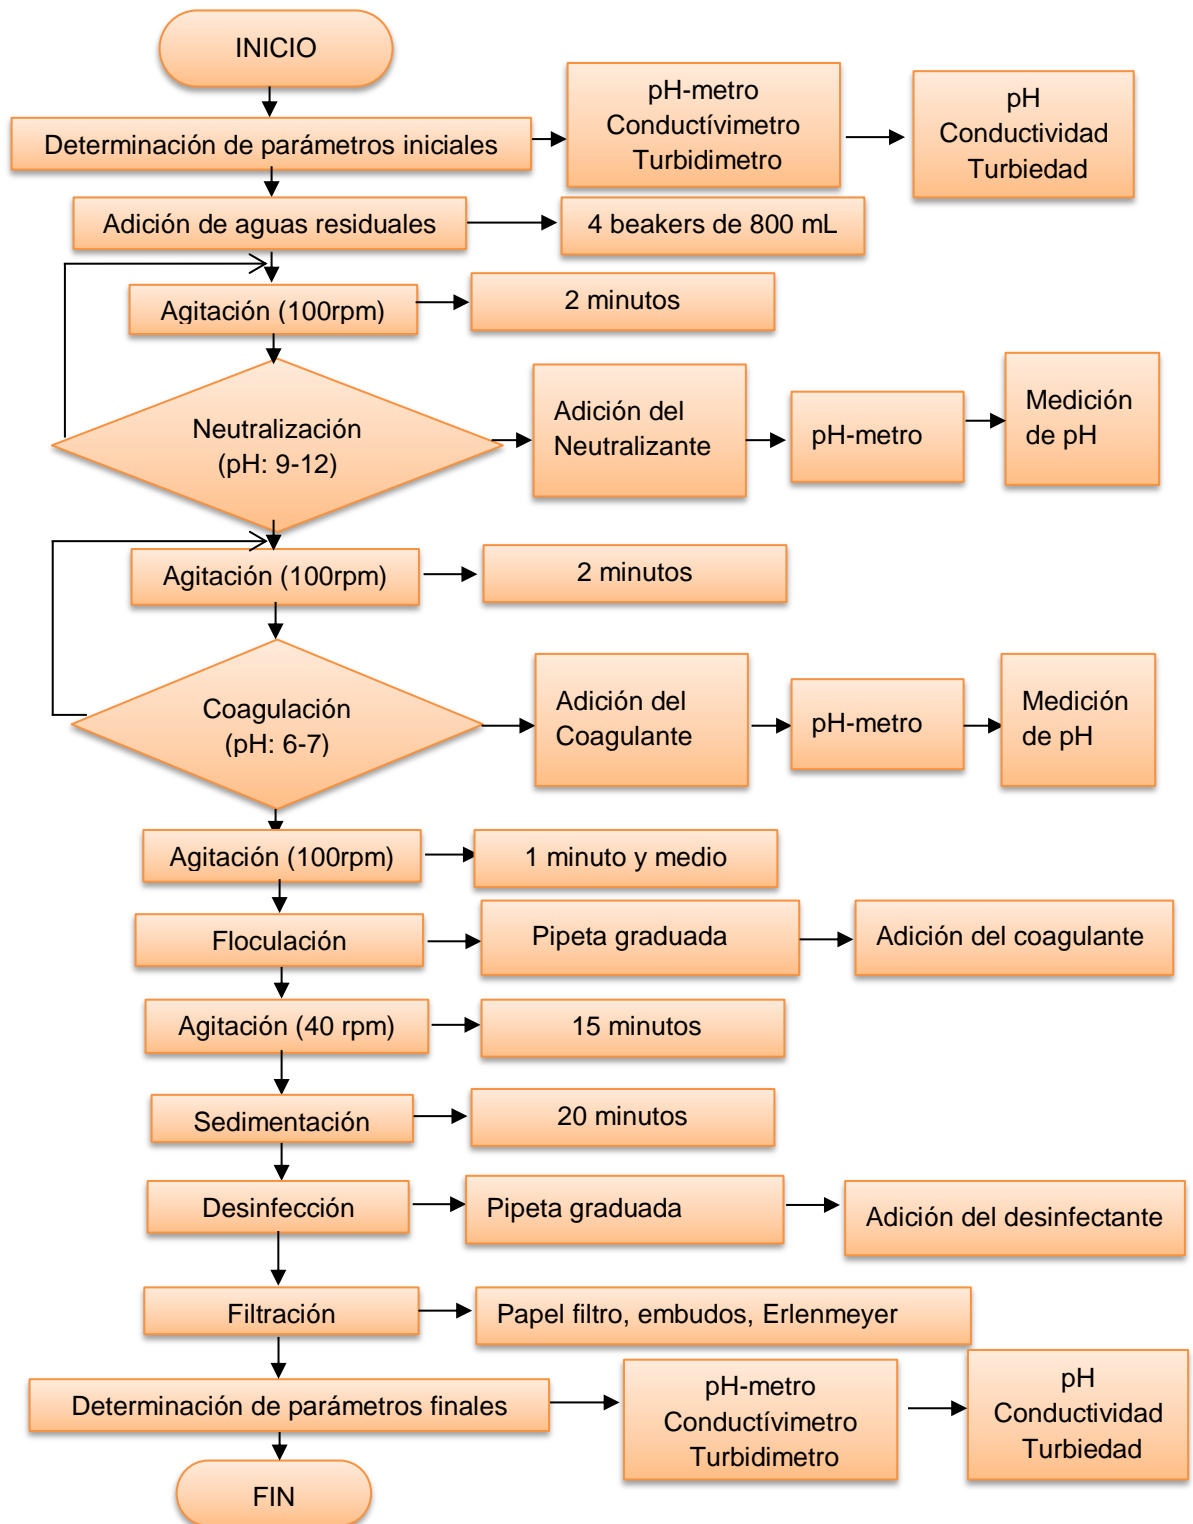 INICIO
pH-metro
Conductívimetro
Turbidimetro
pH
Conductividad
Turbiedad
Determinación de parámetros iniciales
Adición de aguas residuales
4 beakers de 800 mL
Agitación (100rpm)
2 minutos
Neutralización
(pH: 9-12)
Adición del
Neutralizante
pH-metro
Medición
de pH
Agitación (100rpm)
2 minutos
Coagulación
(pH: 6-7)
Adición del
Coagulante
pH-metro
Medición
de pH
Agitación (100rpm)
1 minuto y medio
Floculación
Pipeta graduada
Adición del coagulante
Agitación (40 rpm)
15 minutos
Sedimentación
20 minutos
Desinfección
Pipeta graduada
Adición del desinfectante
Filtración
Papel filtro, embudos, Erlenmeyer
Determinación de parámetros finales
pH-metro
Conductívimetro
Turbidimetro
pH
Conductividad
Turbiedad
FIN